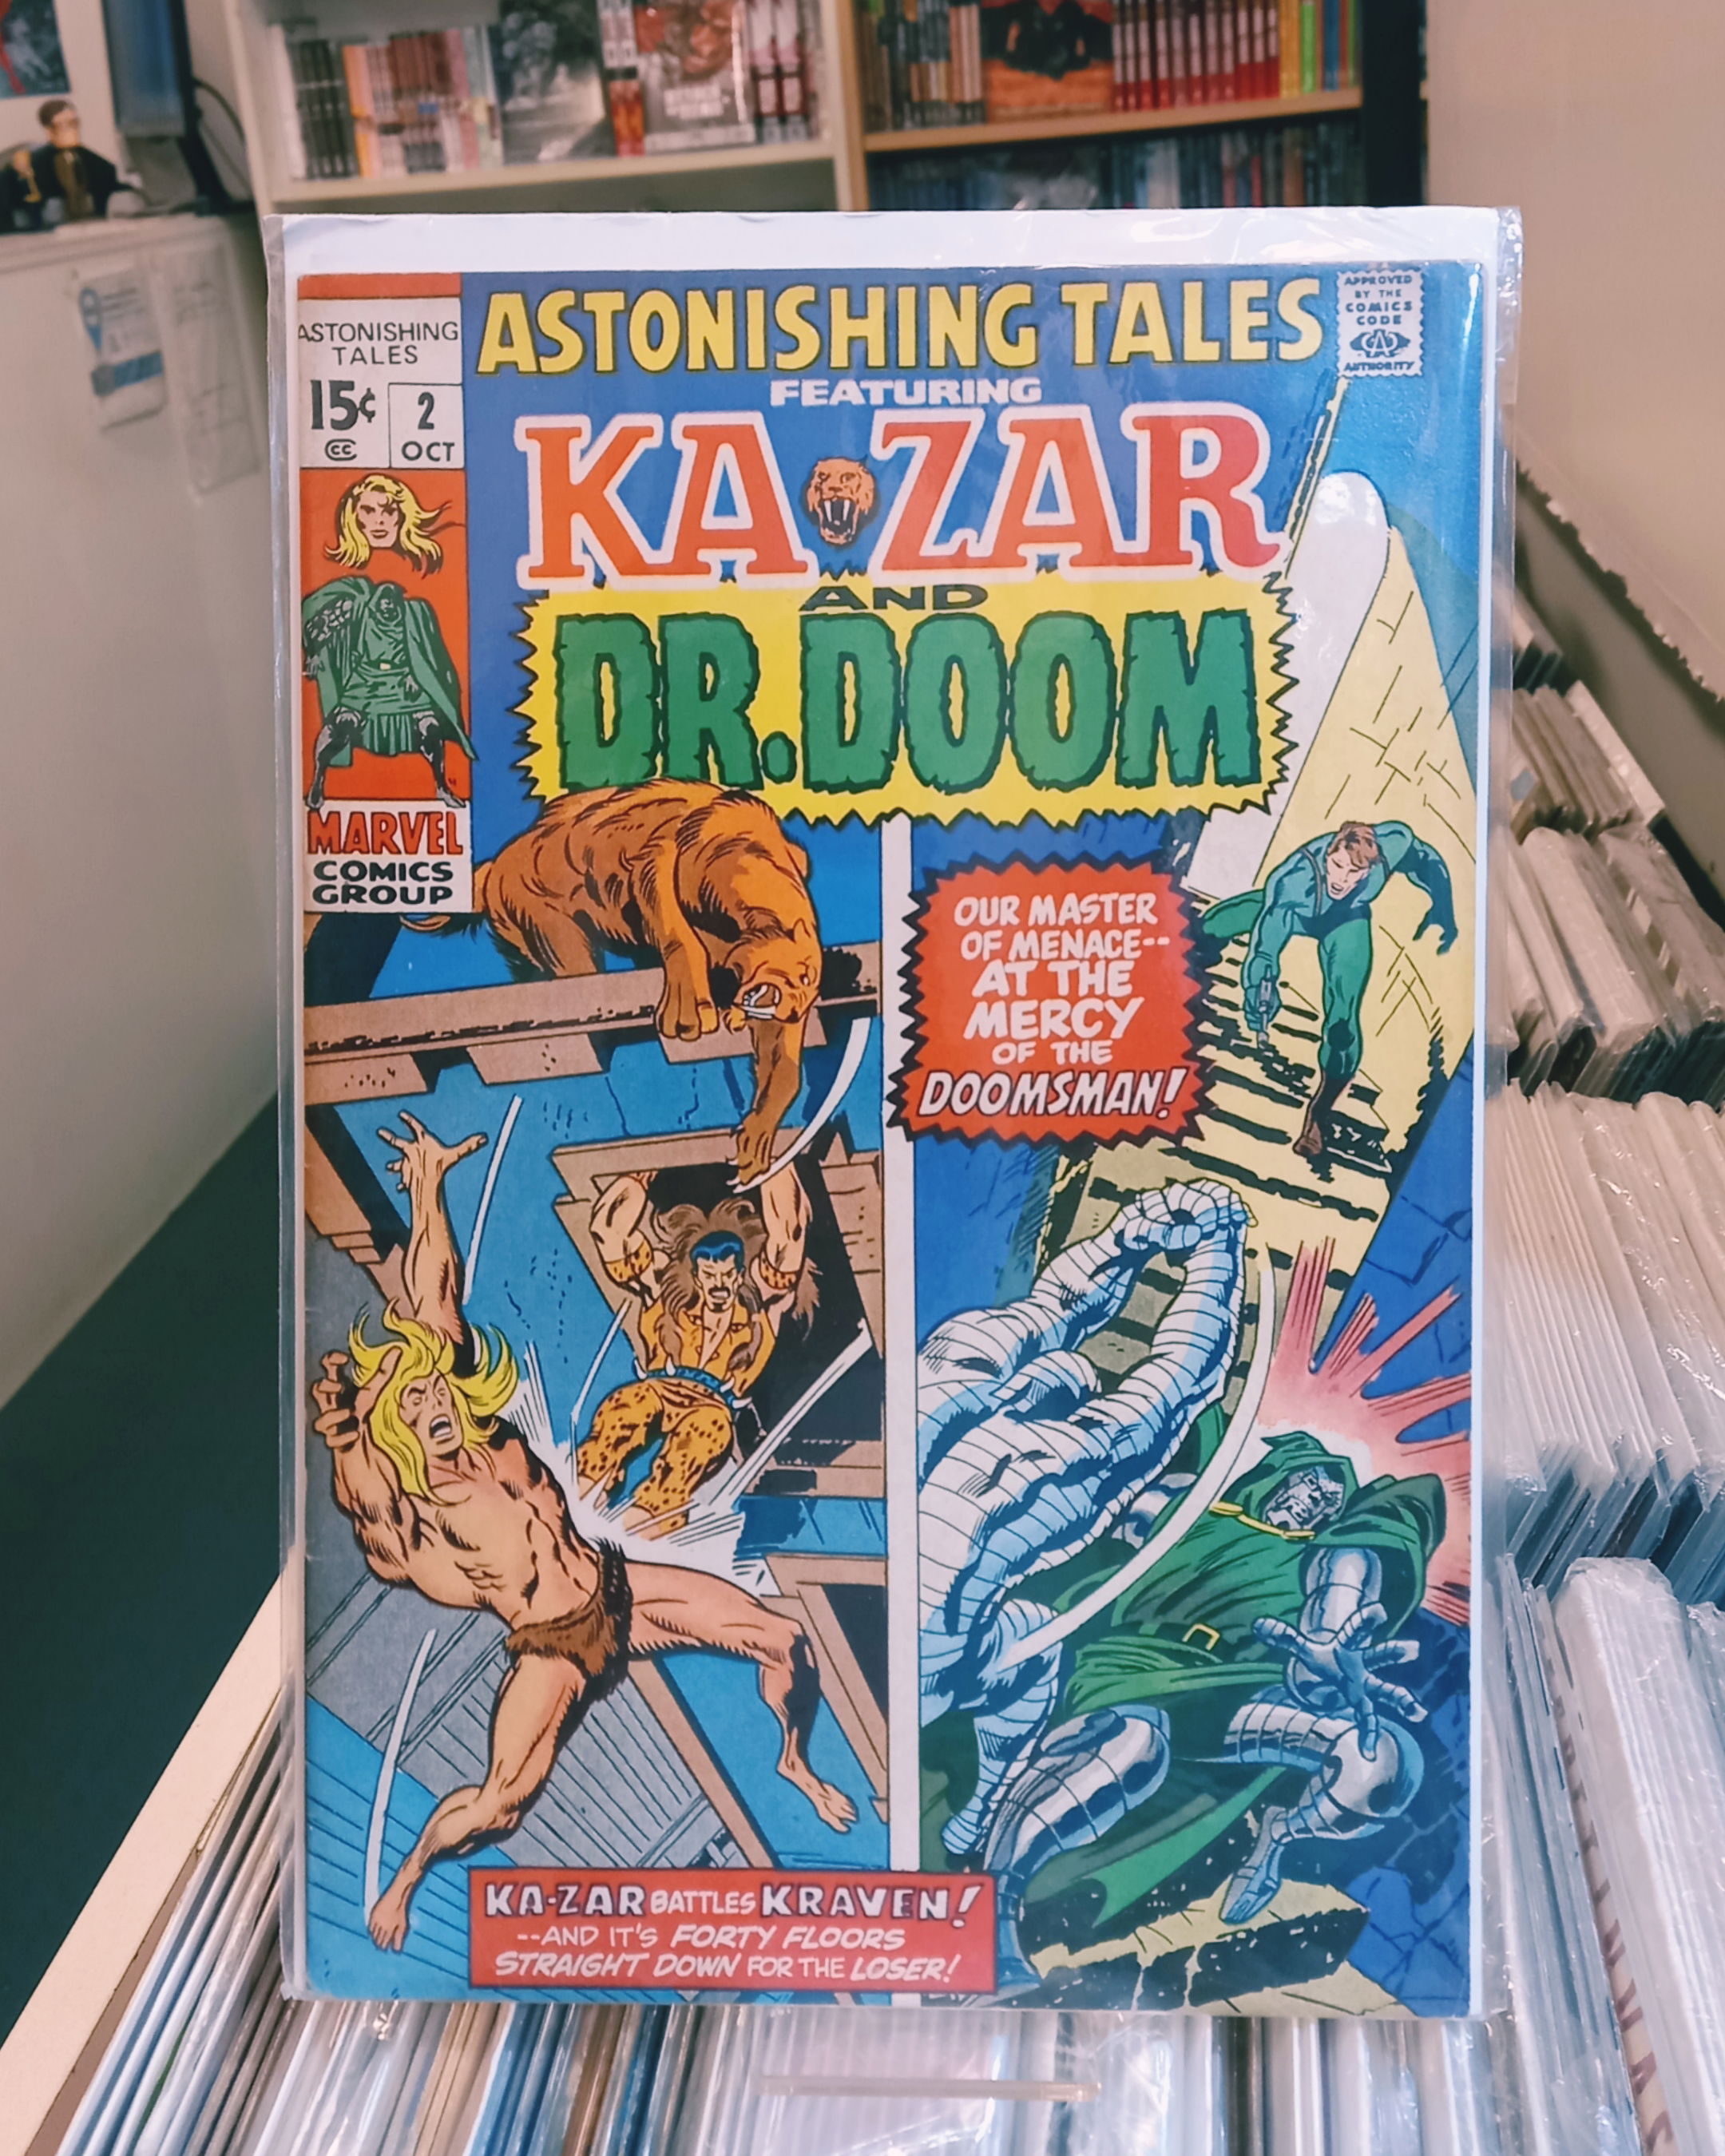 ASTONISHING
TALES
15¢
CC
2
OCT
MARVEL
COMICS
GROUP
ASTONISHING TALES
FEATURING
KA-ZAR
AND
DR. DOOM
APPROVED
BY THE
COMICS
CODE
CA
AUTHORITY
OUR MASTER
OF MENACE--
AT THE
MERCY
OF THE
DOOMSMAN!
KA-ZAR BATTLES KRAVEN!
--AND IT'S FORTY FLOORS
STRAIGHT DOWN FOR THE LOSER!